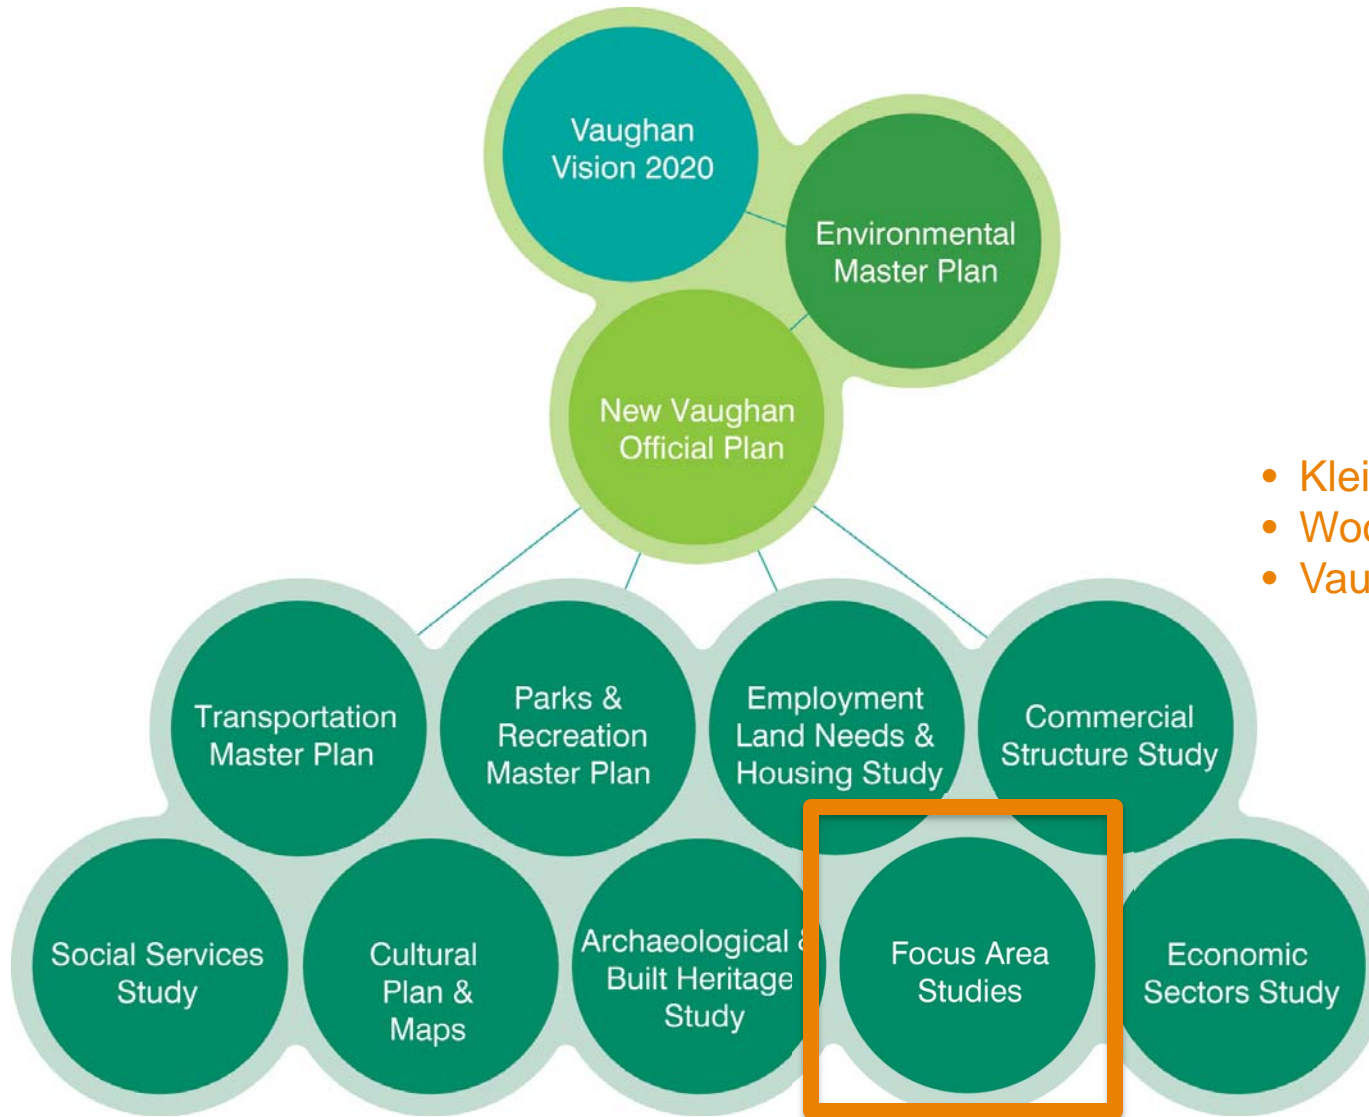 Vaughan
Vision 2020
Environmental
Master Plan
New Vaughan
Official Plan
• Klei
•
• Vau
Transportation
Master Plan
Parks &
Recreation
Master Plan
Employment
Land Needs &
Housing Study
Commercial
Structure Study
Social Services
Study
Cultural
Plan &
Maps
Archaeological &
Built Heritage
Study
Focus Area
Studies
Economic
Sectors Study